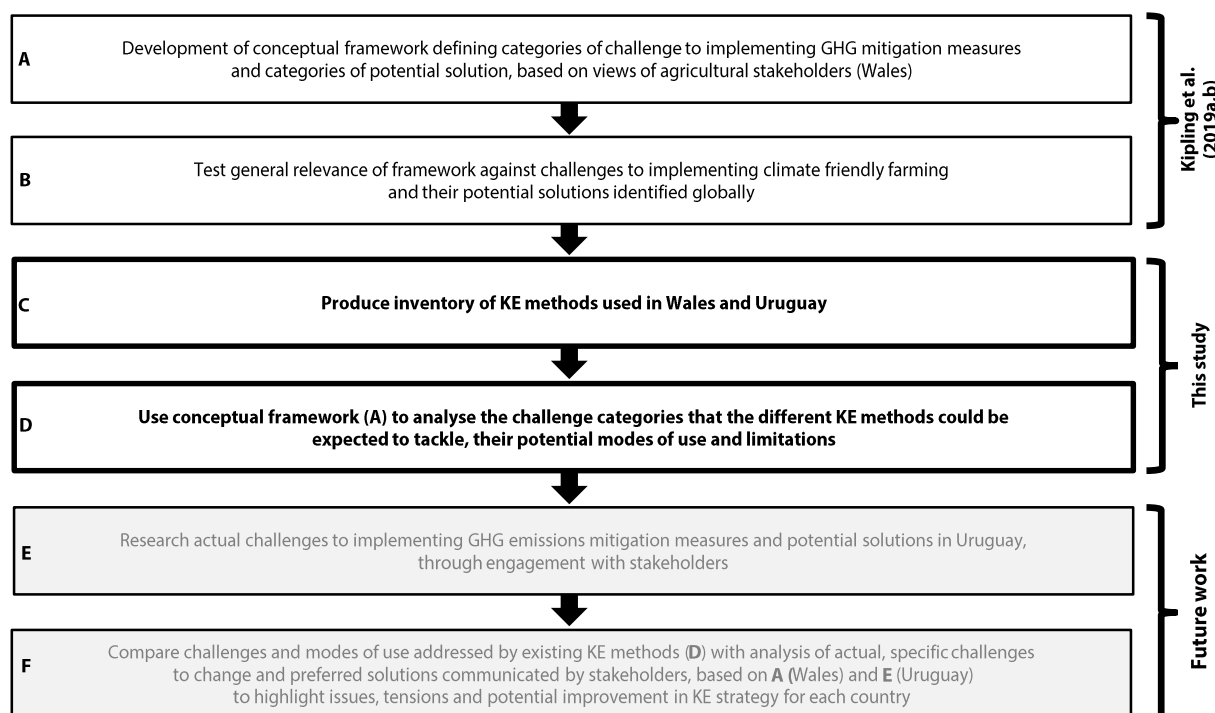 A
Development of conceptual framework defining categories of challenge to implementing GHG mitigation measures
and categories of potential solution, based on views of agricultural stakeholders (Wales)
B
Test general relevance of framework against challenges to implementing climate friendly farming
and their potential solutions identified globally
Kipling et al.
(2019a,b)
C
Produce inventory of KE methods used in Wales and Uruguay
D
Use conceptual framework (A) to analyse the challenge categories that the different KE methods could be
expected to tackle, their potential modes of use and limitations
This study
E
Research actual challenges to implementing GHG emissions mitigation measures and potential solutions in Uruguay,
through engagement with stakeholders
F
Compare challenges and modes of use addressed by existing KE methods (D) with analysis of actual, specific challenges
to change and preferred solutions communicated by stakeholders, based on A (Wales) and E (Uruguay)
to highlight issues, tensions and potential improvement in KE strategy for each country
Future work